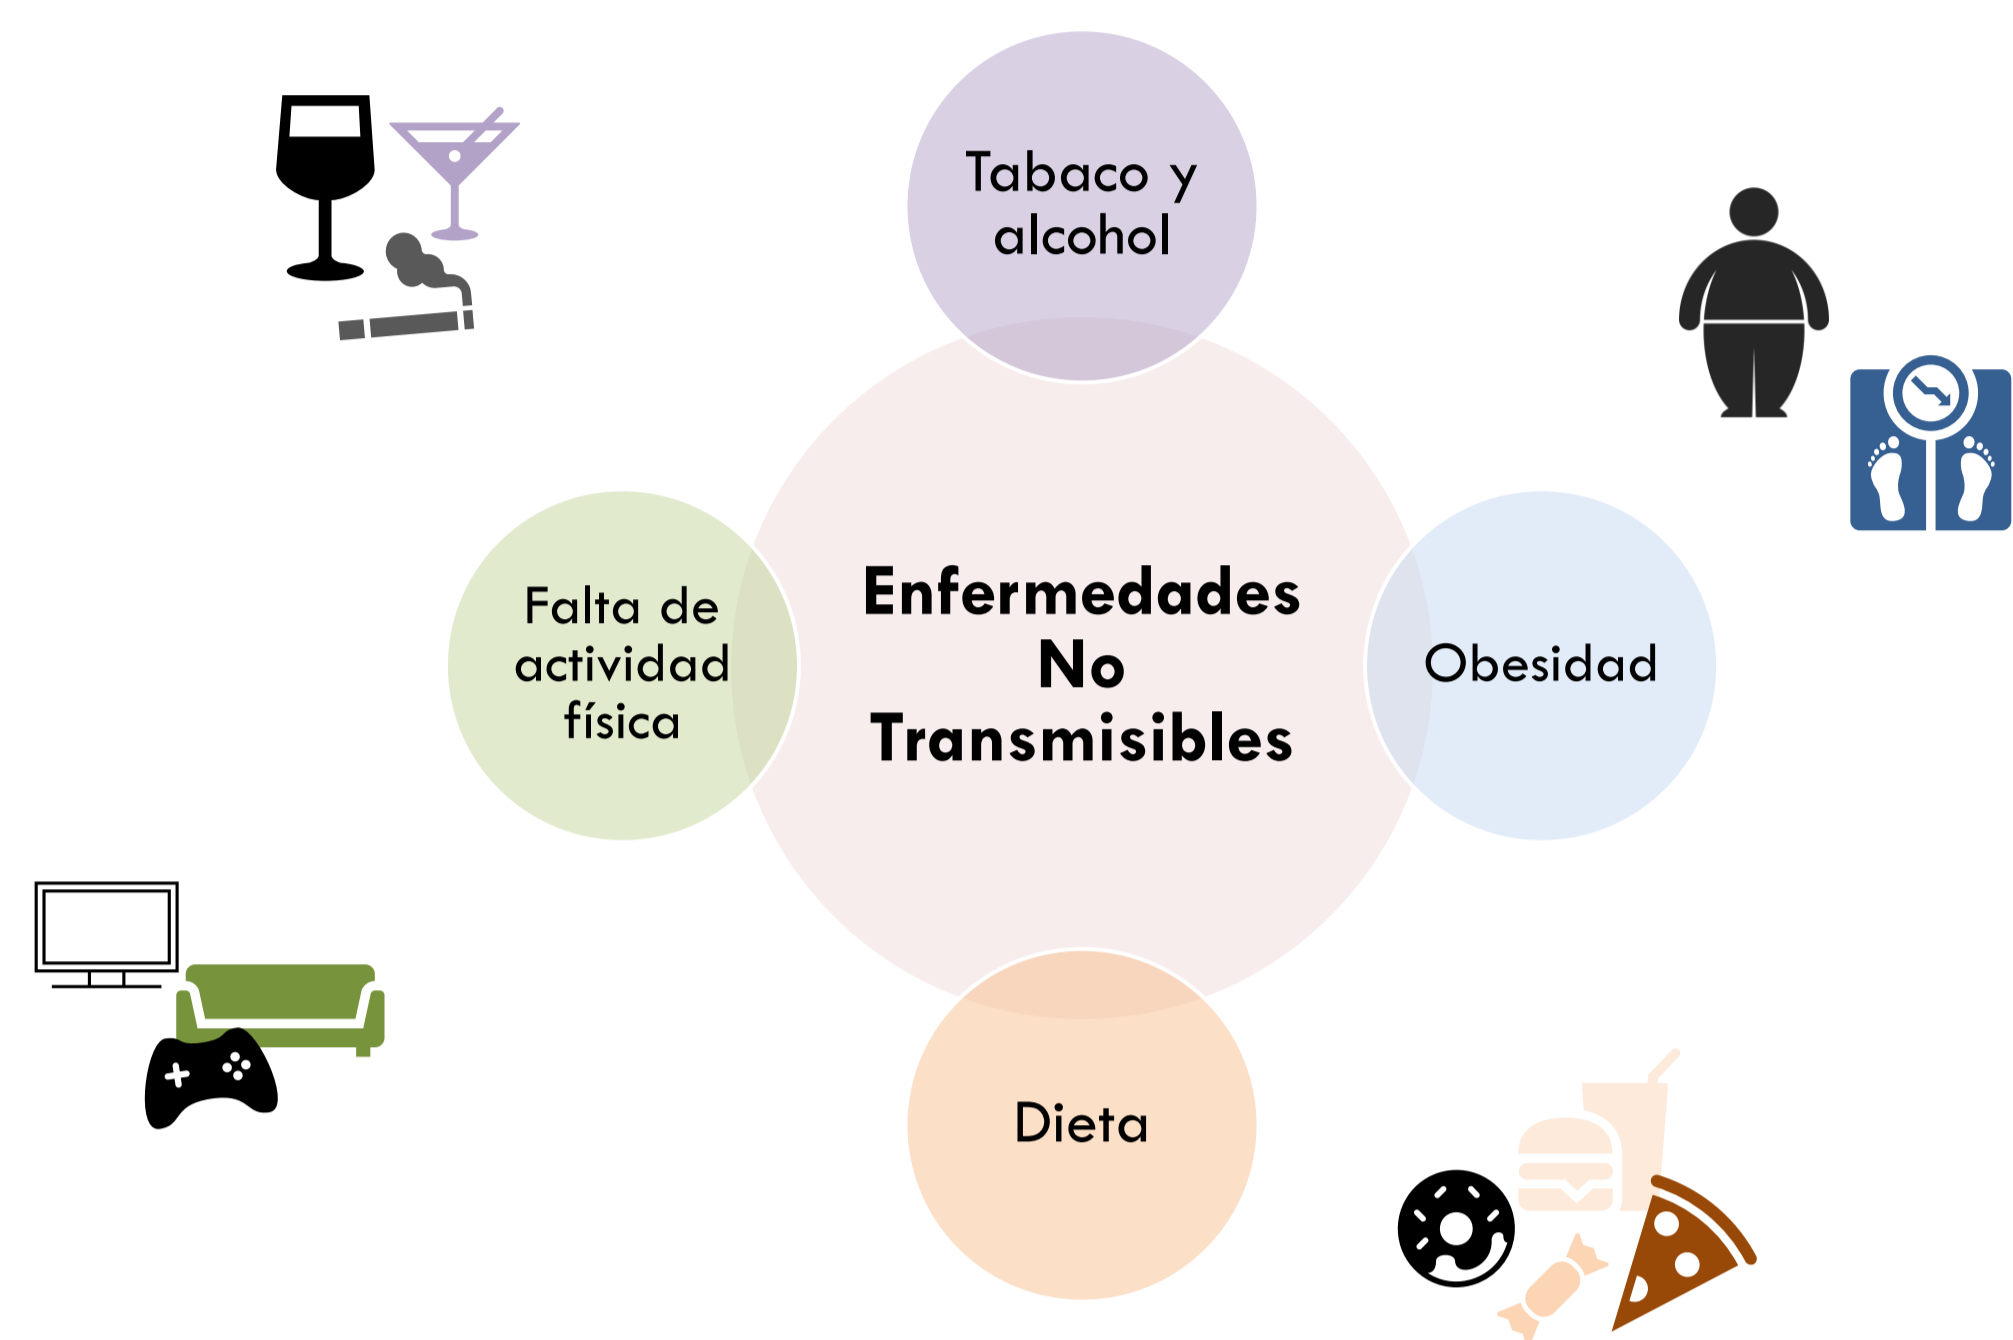 Tabaco y
alcohol
Falta de
actividad
física
Enfermedades
No
Transmisibles
Obesidad
Dieta